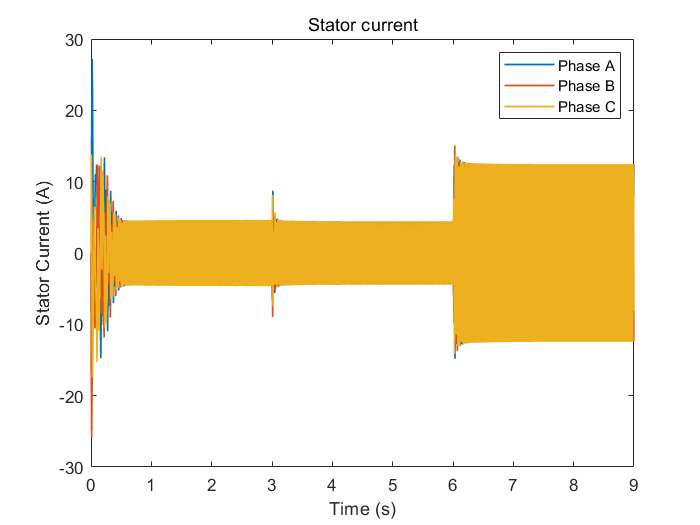 Stator current
30
20
10
0
-10
-20
-30
Stator Current (A)
Phase A
Phase B
Phase C
0 1 2 3 4 5 6 7 8 9
Time (s)